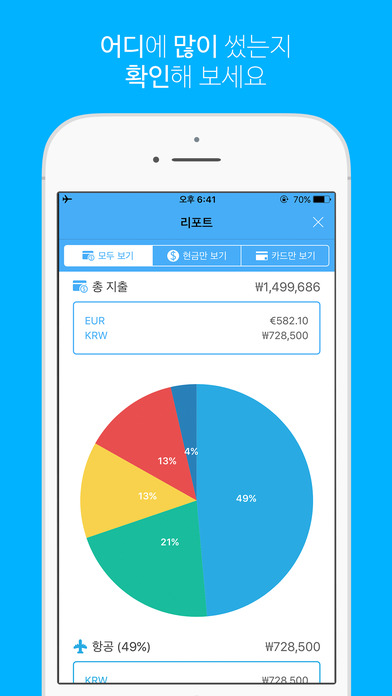 어디에 많이 썼는지
확인해 보세요
오후 6:41
70%
리포트
모두 보기
현금만 보기
카드만 보기
총 지출
₩1,499,686
EUR
€582.10
KRW
₩728,500
4%
13%
49%
13%
21%
항공 (49%)
₩728,500
KRW
₩728,500